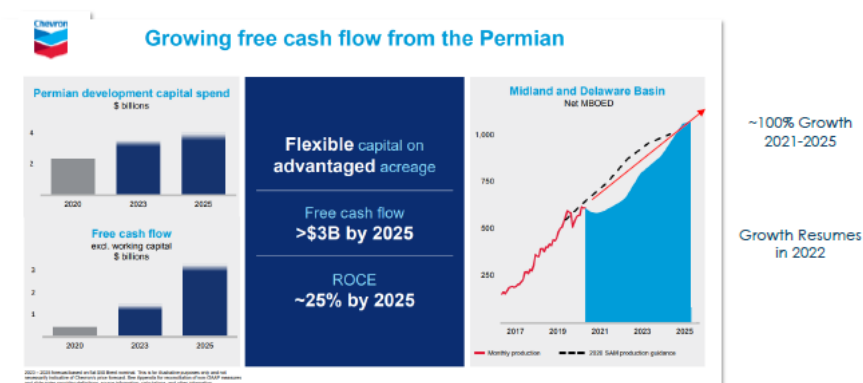 Chevron
Growing free cash flow from the Permian
Permian development capital spend
$ billions
4
2
2020 2023 2025
Free cash flow
excl. working capital
$ billions
3
2
1
2020 2023 2025
Flexible capital on
advantaged acreage
Free cash flow
>$3B by 2025
ROCE
~25% by 2025
Midland and Delaware Basin
Net MBOED
1,000
750
500
250
2017 2019 2021 2023 2025
Monthly production 2020 SAM production guidance
~100% Growth
2021-2025
Growth Resumes
in 2022